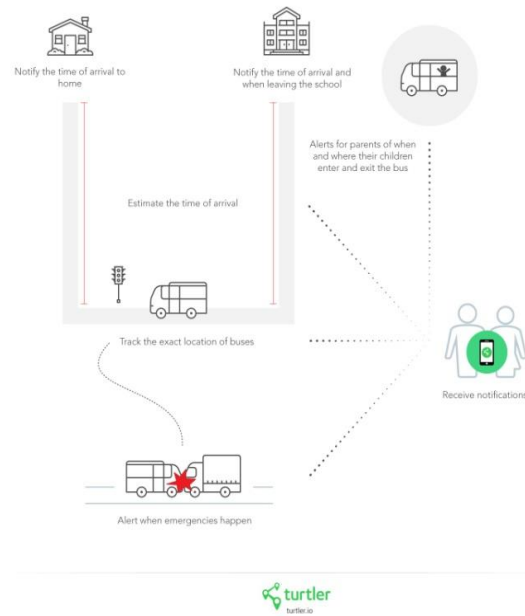 Notify the time of arrival to
home
Notify the time of arrival and
when leaving the school
Alerts for parents of when
and where their children
enter and exit the bus
Estimate the time of arrival
Track the exact location of buses
Receive notifications
Alert when emergencies happen
turtler
turtler.io